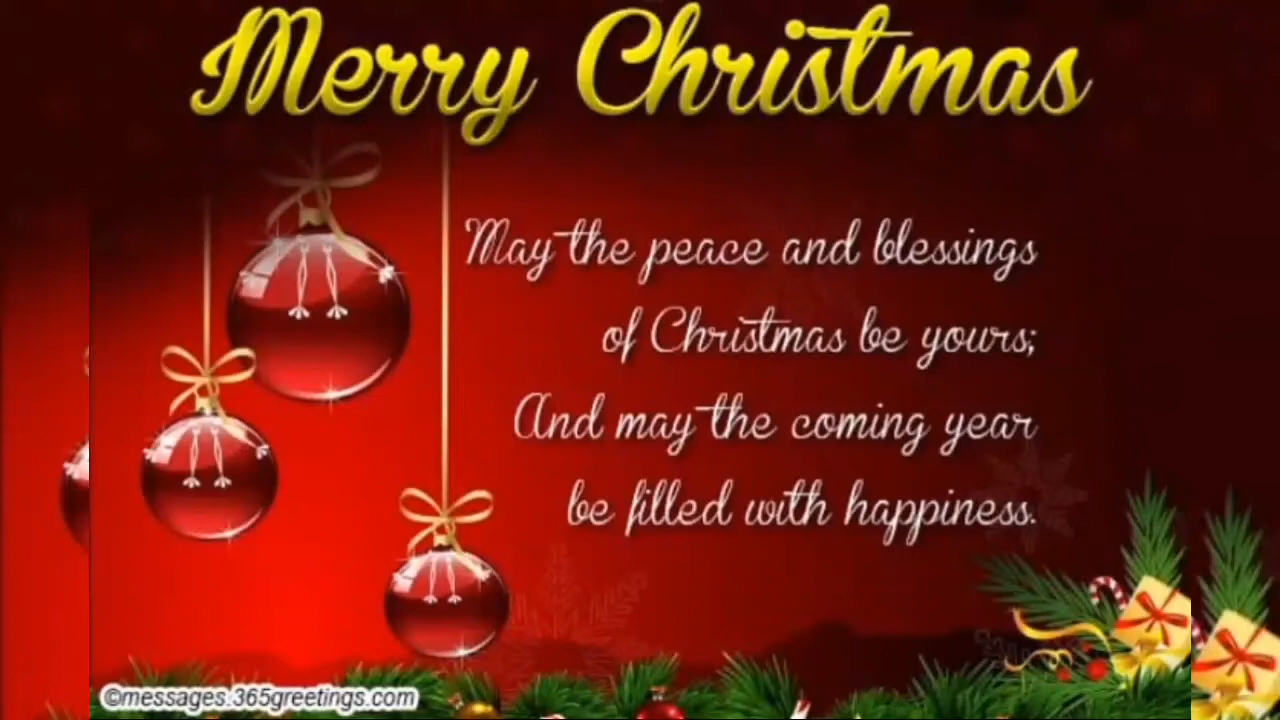 Merry Christmas
May the peace and blessings
of Christmas be yours;
And may the coming year
be filled with happiness.
©messages.365greetings.com